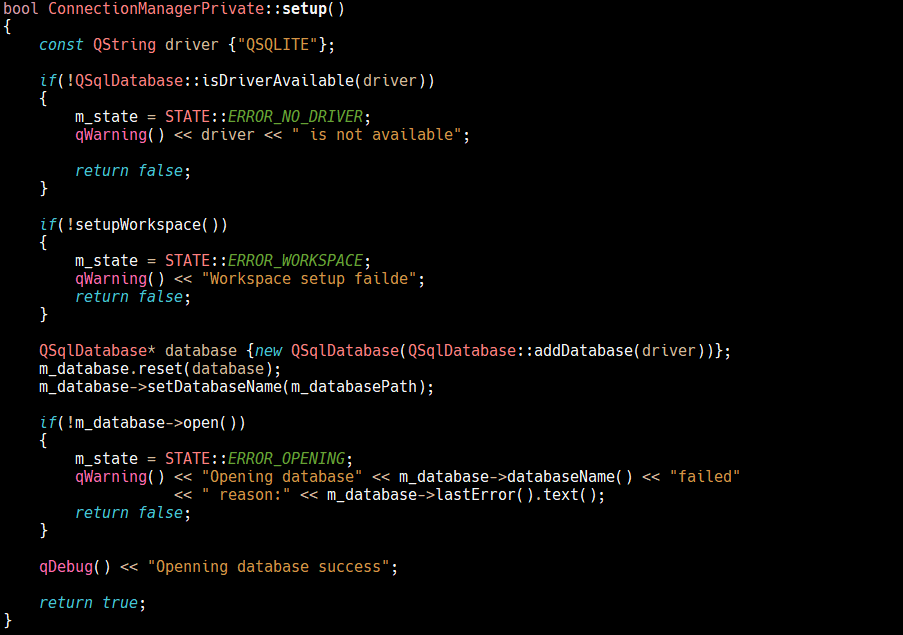 bool ConnectionManagerPrivate::setup()
{
    const QString driver {"QSQLITE"};

    if(!QSqlDatabase::isDriverAvailable(driver))
    {
        m_state = STATE::ERROR_NO_DRIVER;
        qWarning() << driver << " is not available";

        return false;
    }

    if(!setupWorkspace())
    {
        m_state = STATE::ERROR_WORKSPACE;
        qWarning() << "Workspace setup failde";
        return false;
    }

    QSqlDatabase* database {new QSqlDatabase(QSqlDatabase::addDatabase(driver))};
    m_database.reset(database);
    m_database->setDatabaseName(m_databasePath);

    if(!m_database->open())
    {
        m_state = STATE::ERROR_OPENING;
        qWarning() << "Opening database" << m_database->databaseName() << "failed"
                   << " reason:" << m_database->lastError().text();
        return false;
    }

    qDebug() << "Openning database success";

    return true;
}